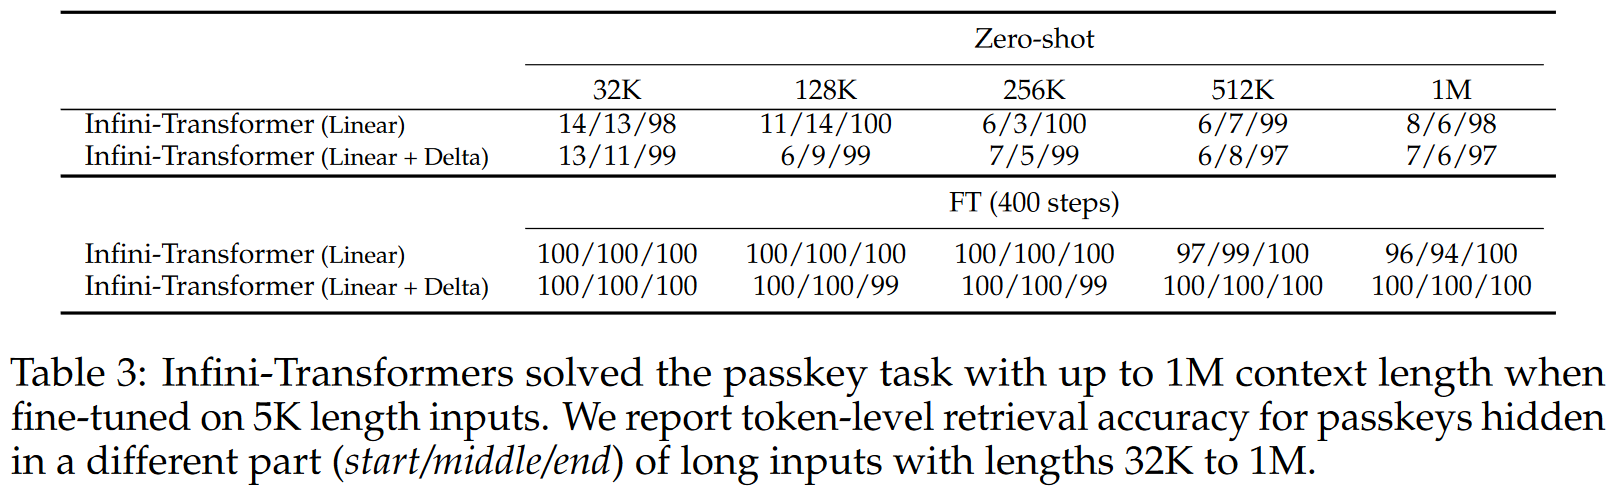 Zero-shot
32K 128K 256K 512K 1M
Infini-Transformer (Linear) 14/13/98 11/14/100 6/3/100 6/7/99 8/6/98
Infini-Transformer (Linear + Delta) 13/11/99 6/9/99 7/5/99 6/8/97 7/6/97
FT (400 steps)
Infini-Transformer (Linear) 100/100/100 100/100/100 100/100/100 97/99/100 96/94/100
Infini-Transformer (Linear + Delta) 100/100/100 100/100/99 100/100/99 100/100/100 100/100/100
Table 3: Infini-Transformers solved the passkey task with up to 1M context length when
fine-tuned on 5K length inputs. We report token-level retrieval accuracy for passkeys hidden
in a different part (start/middle/end) of long inputs with lengths 32K to 1M.